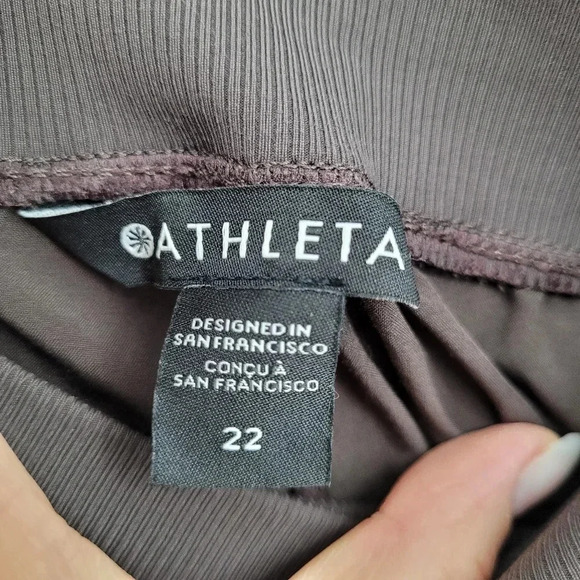 ATHLETA
DESIGNED IN
SAN FRANCISCO
CONÇU À
SAN FRANCISCO
22